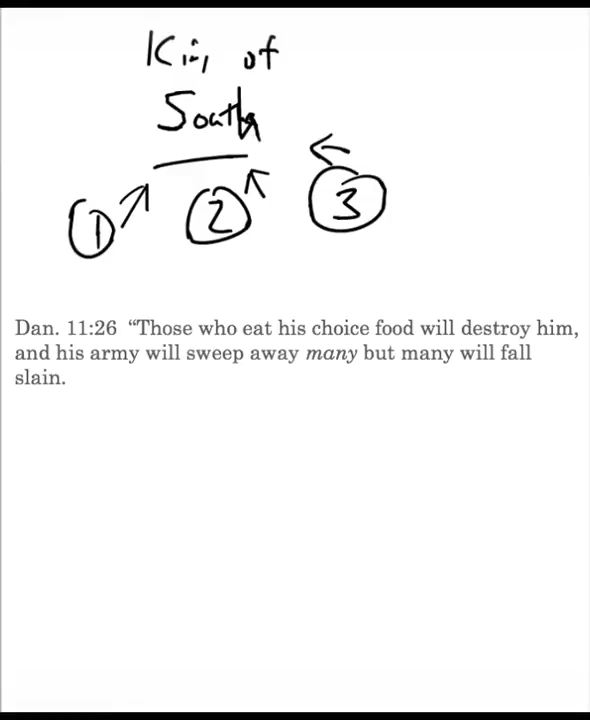 King of
South
1 2 3
Dan. 11:26 “Those who eat his choice food will destroy him,
and his army will sweep away many but many will fall
slain.